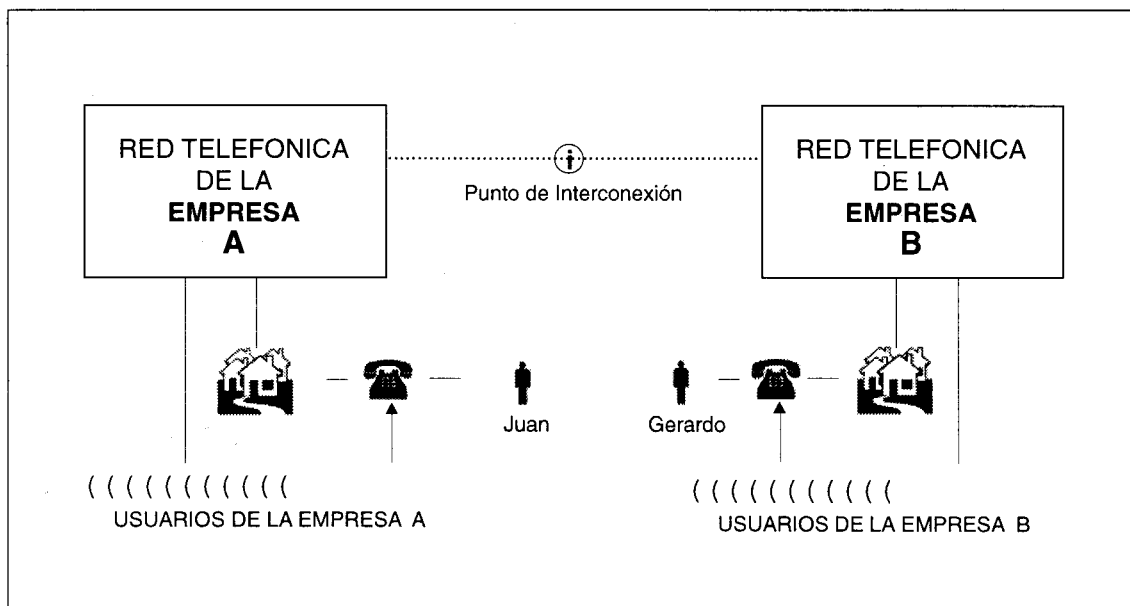 RED TELEFONICA
DE LA
EMPRESA
A
Punto de Interconexión
RED TELEFONICA
DE LA
EMPRESA
B
Juan
Gerardo
( ( ( ( ( ( ( ( ( ( (
USUARIOS DE LA EMPRESA A
( ( ( ( ( ( ( ( ( ( (
USUARIOS DE LA EMPRESA B